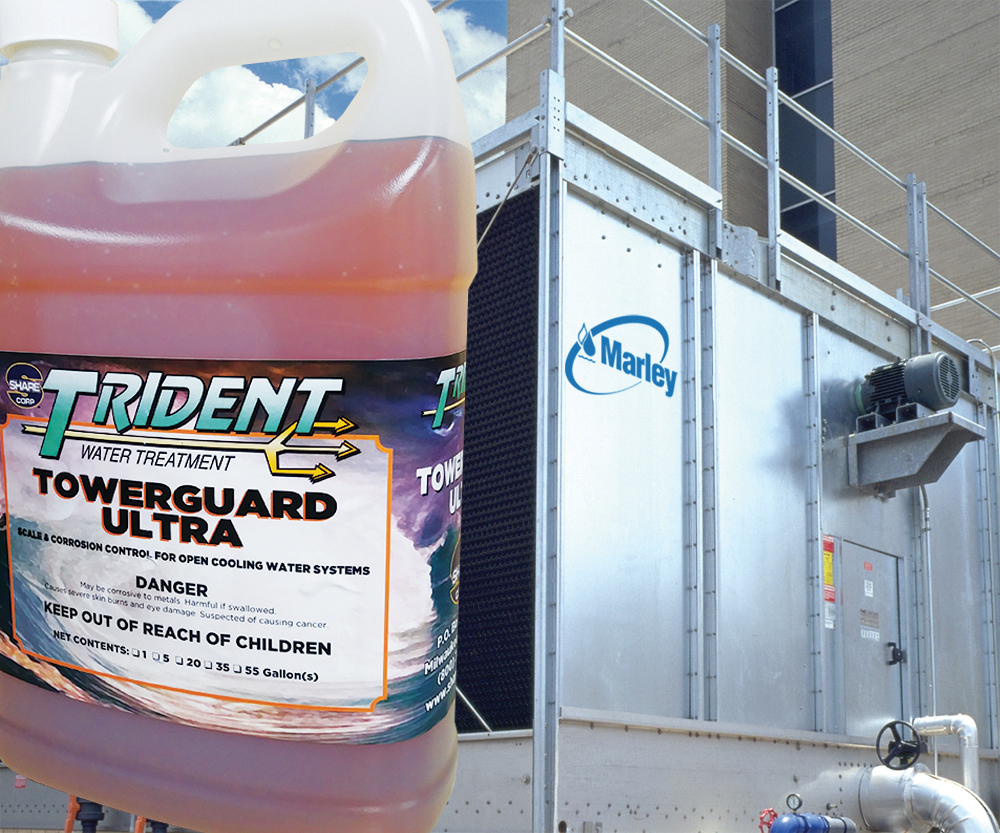 SHARE
CORP
TRIDENT
WATER TREATMENT
TOWERGUARD
ULTRA
SCALE & CORROSION CONTROL FOR OPEN COOLING WATER SYSTEMS
DANGER
May be corrosive to metals. Harmful if swallowed.
Causes severe skin burns and eye damage. Suspected of causing cancer.
KEEP OUT OF REACH OF CHILDREN
NET CONTENTS: ❏ 1 ❏ 5 ❏ 20 ❏ 35 ❏ 55 Gallon(s)
P.O.
(800)
www.
Marley